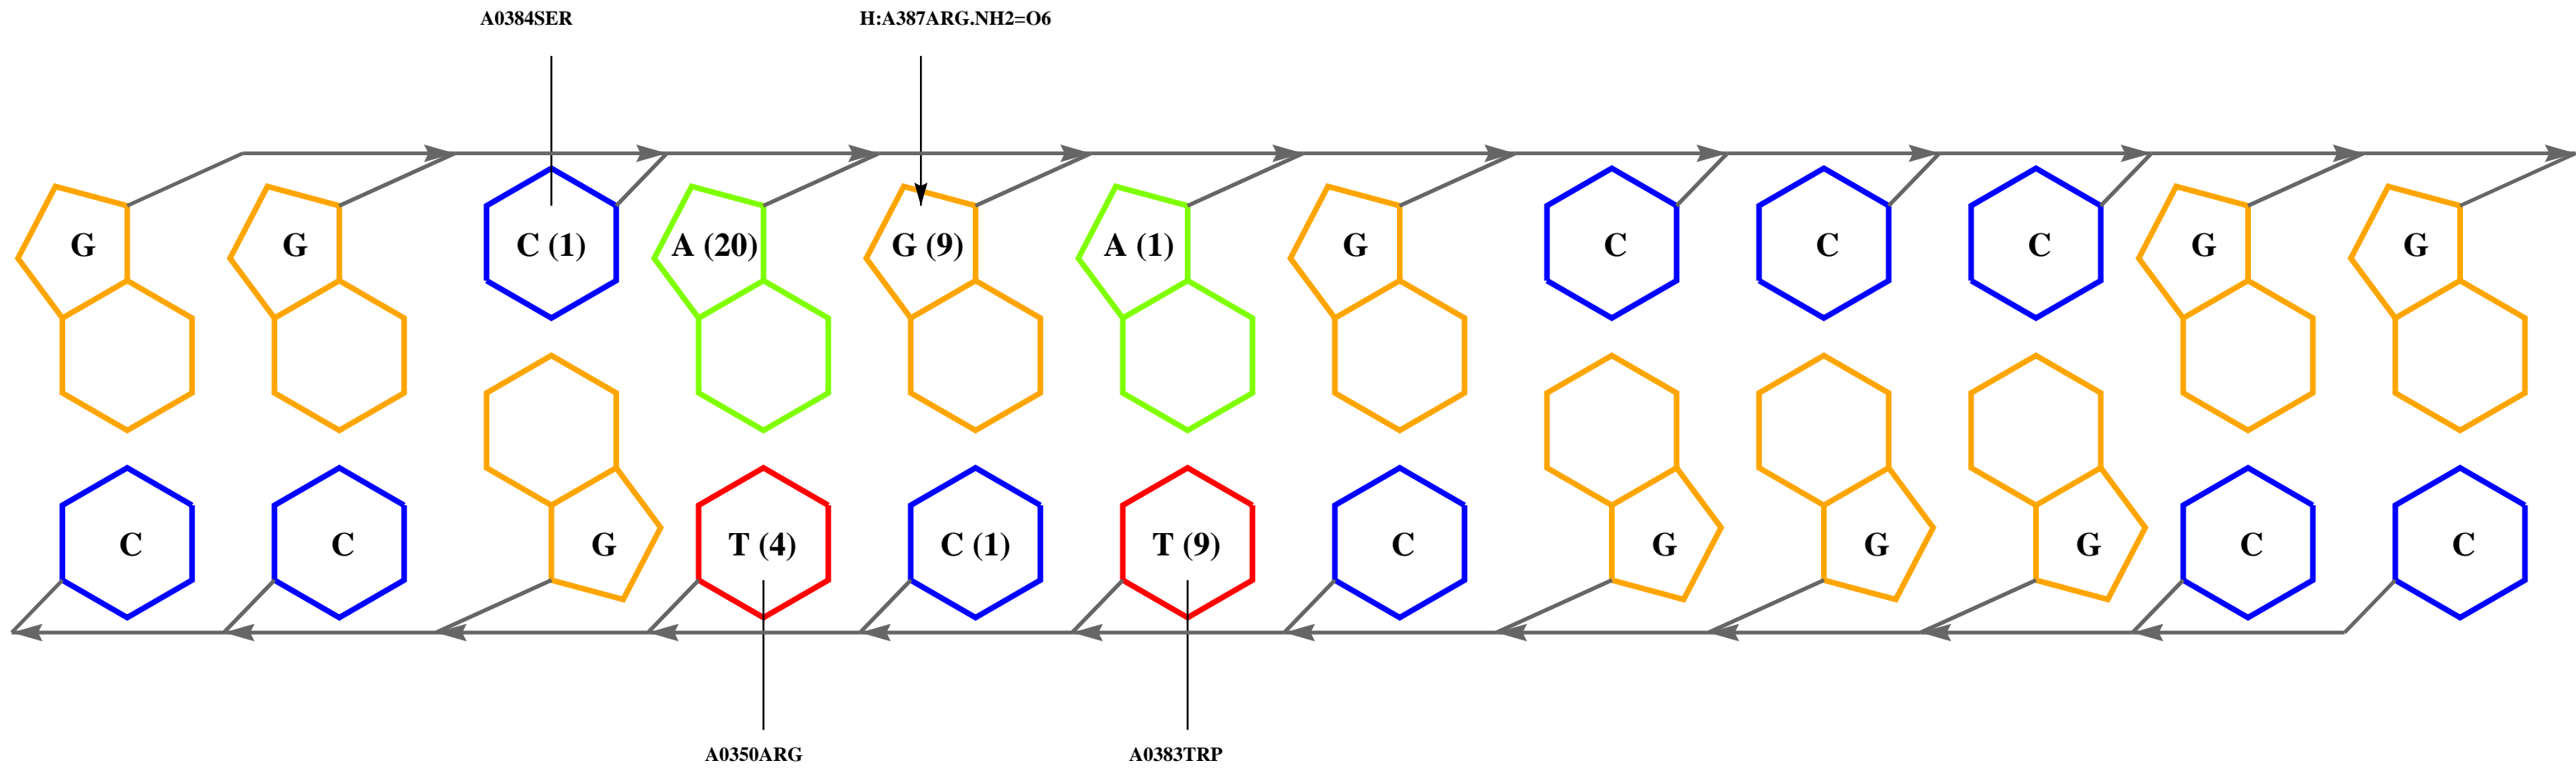 A0384SER H:A387ARG.NH2=O6
G G C (1) A (20) G (9) A (1) G C C C G G
C C G T (4) C (1) T (9) C G G G C C
A0350ARG A0383TRP